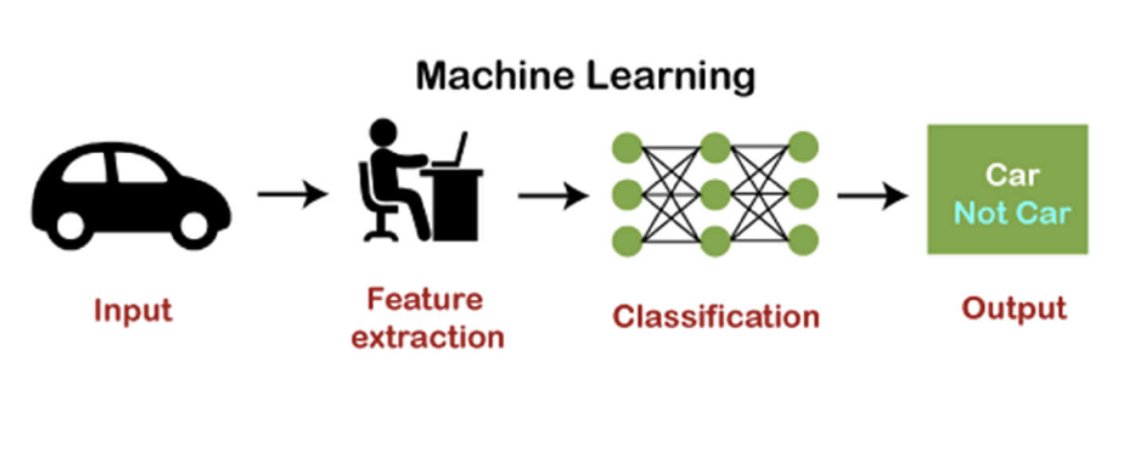 Machine Learning
Car
Not Car
Input
Feature
extraction
Classification
Output